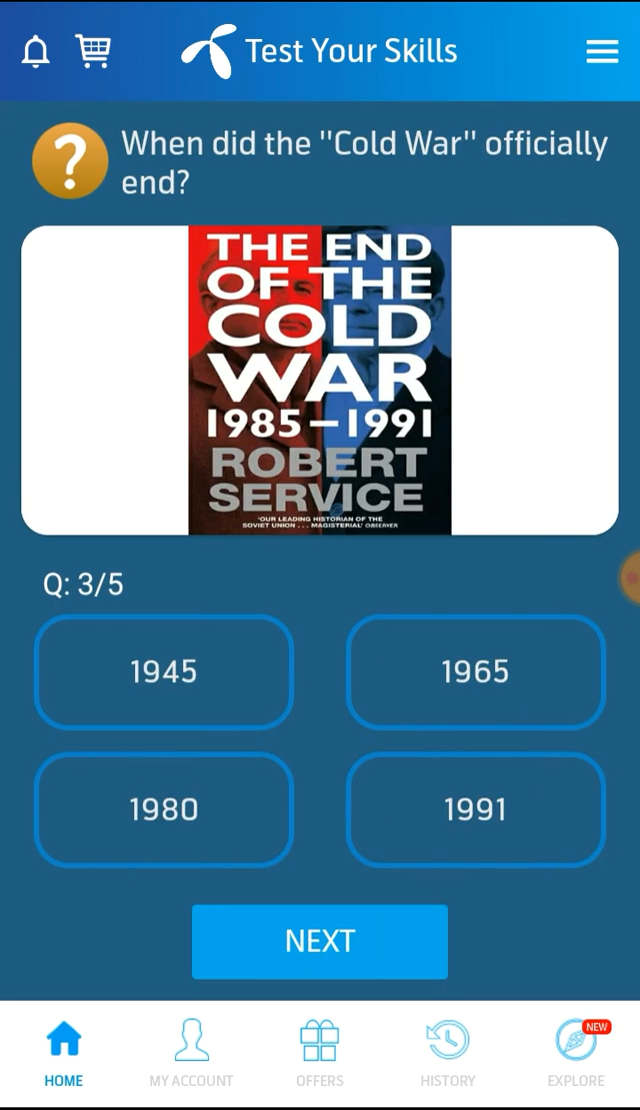 Test Your Skills
When did the "Cold War" officially
end?
THE END
OF THE
COLD
WAR
1985–1991
ROBERT
SERVICE
'OUR LEADING HISTORIAN OF THE
SOVIET UNION . . . MAGISTERIAL' OBSERVER
Q: 3/5
1945
1965
1980
1991
NEXT
NEW
HOME
MY ACCOUNT
OFFERS
HISTORY
EXPLORE